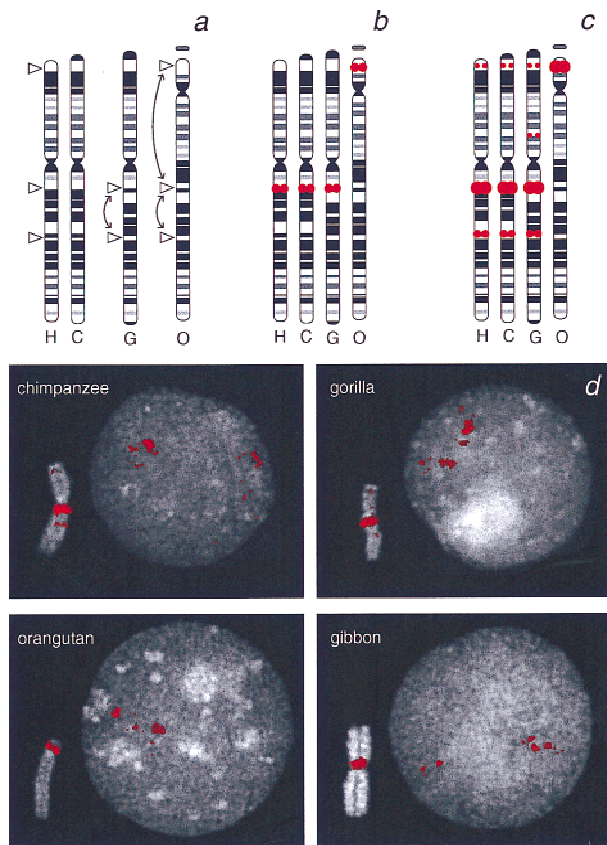 a
b
c
H C G O
H C G O
H C G O
chimpanzee
gorilla
d
orangutan
gibbon